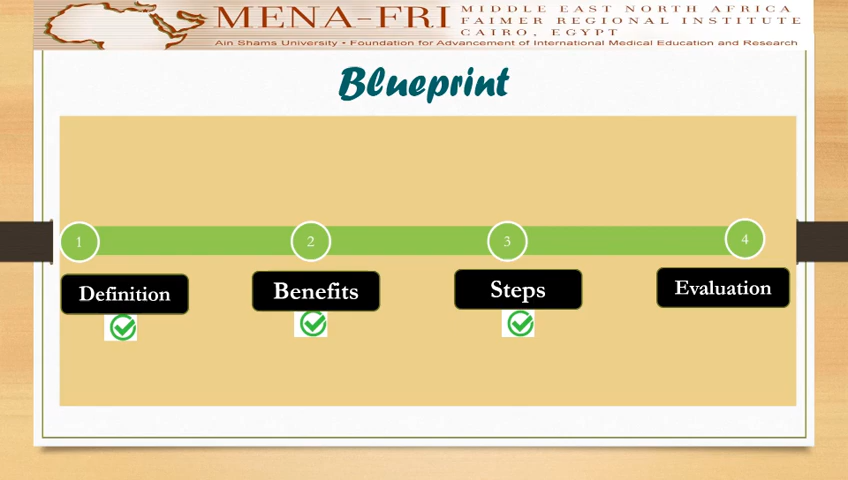 MENA-FRI
MIDDLE EAST NORTH AFRICA
FAIMER REGIONAL INSTITUTE
CAIRO, EGYPT
Ain Shams University • Foundation for Advancement of International Medical Education and Research
Blueprint
1 2 3 4
Definition Benefits Steps Evaluation